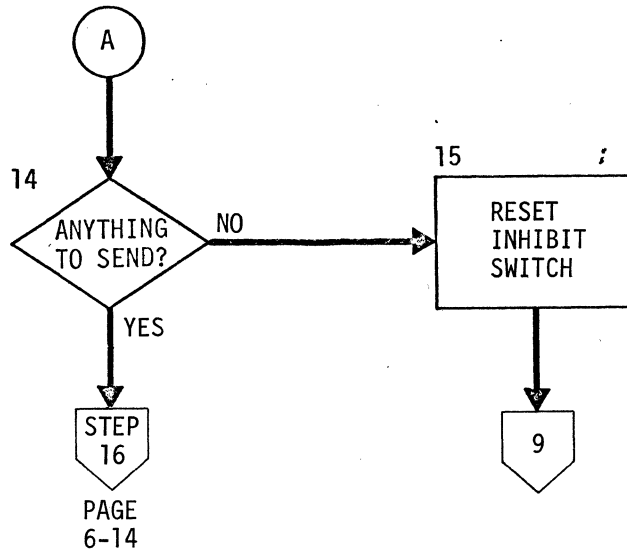 A
14
ANYTHING
TO SEND?
NO
YES
15
RESET
INHIBIT
SWITCH
STEP
16
PAGE
6-14
9